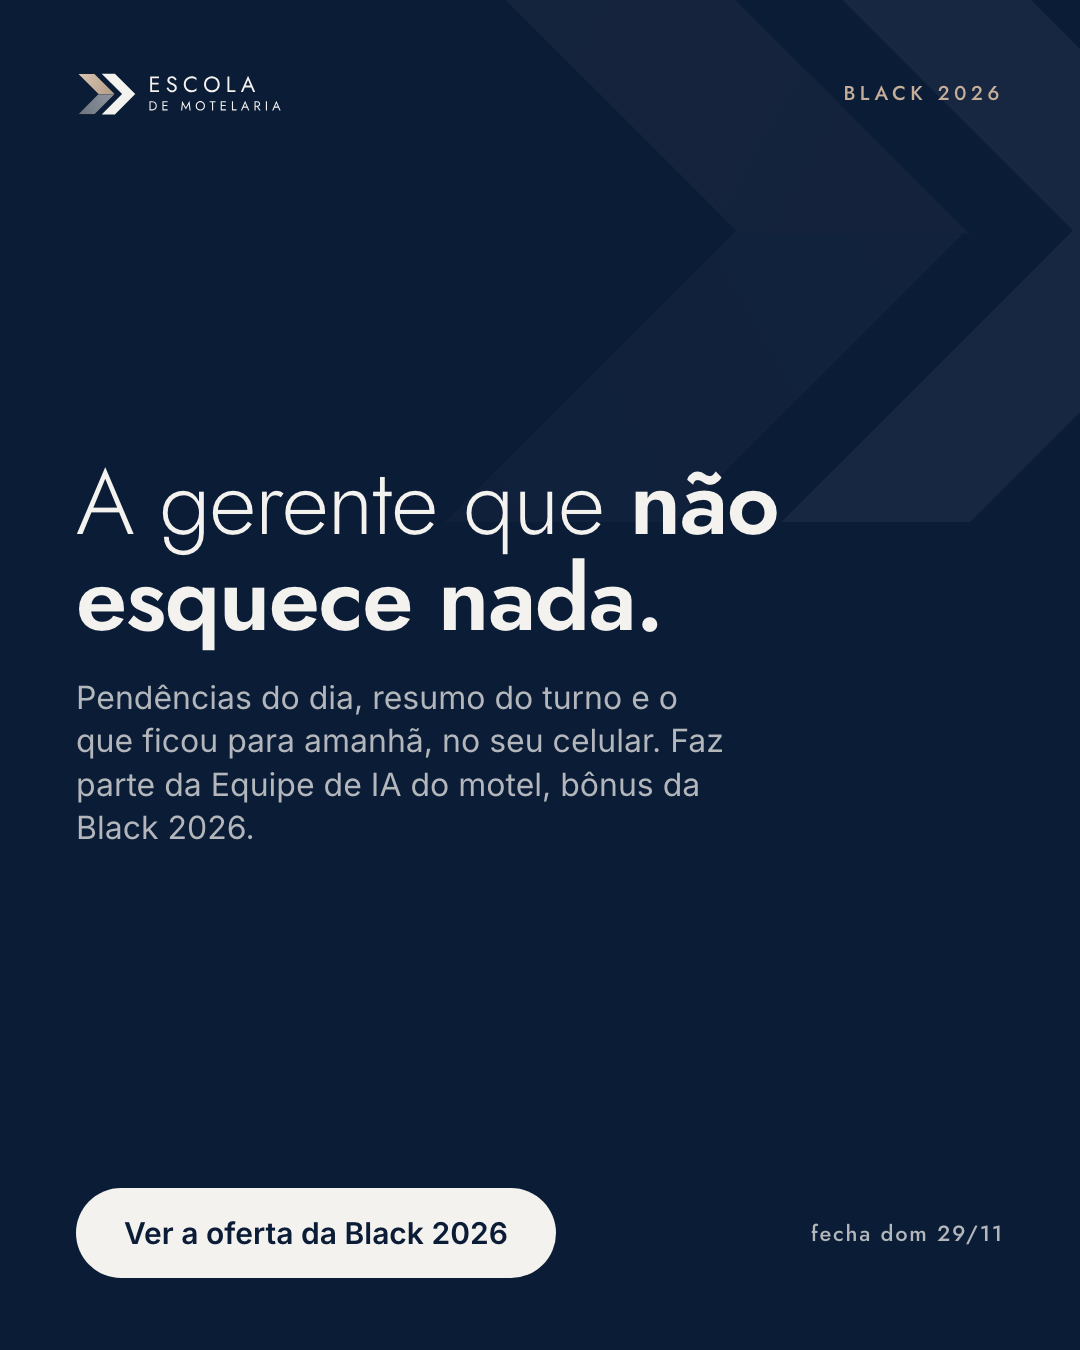 ESCOLA
DE MOTELARIA
BLACK 2026
A gerente que não
esquece nada.
Pendências do dia, resumo do turno e o
que ficou para amanhã, no seu celular. Faz
parte da Equipe de IA do motel, bônus da
Black 2026.
Ver a oferta da Black 2026
fecha dom 29/11